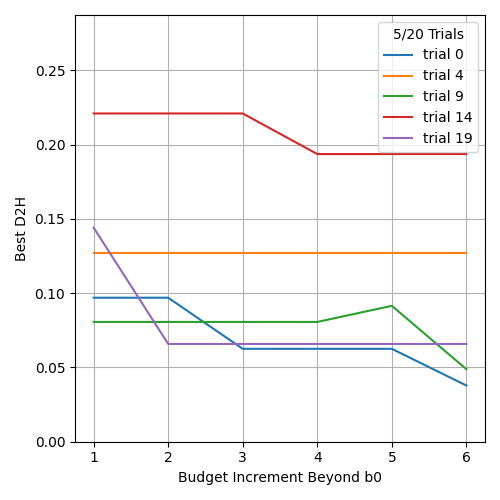 5/20 Trials
trial 0
trial 4
trial 9
trial 14
trial 19
0.25
0.20
0.15
0.10
0.05
0.00
Best D2H
1 2 3 4 5 6
Budget Increment Beyond b0